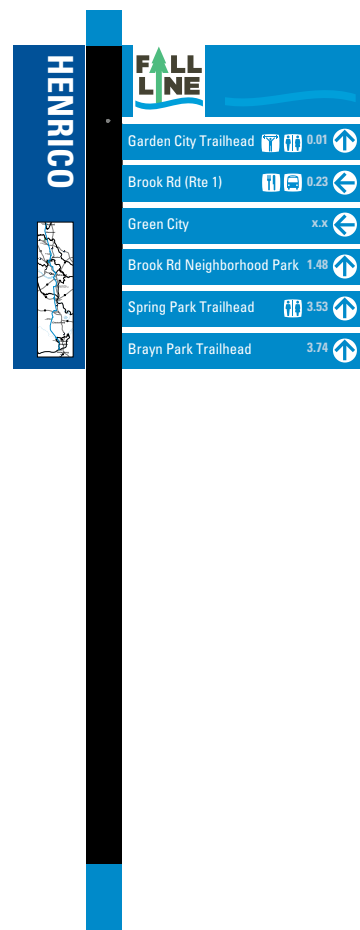 HENRICO
FALL
LINE
Garden City Trailhead 0.01
Brook Rd (Rte 1) 0.23
Green City x.x
Brook Rd Neighborhood Park 1.48
Spring Park Trailhead 3.53
Brayn Park Trailhead 3.74